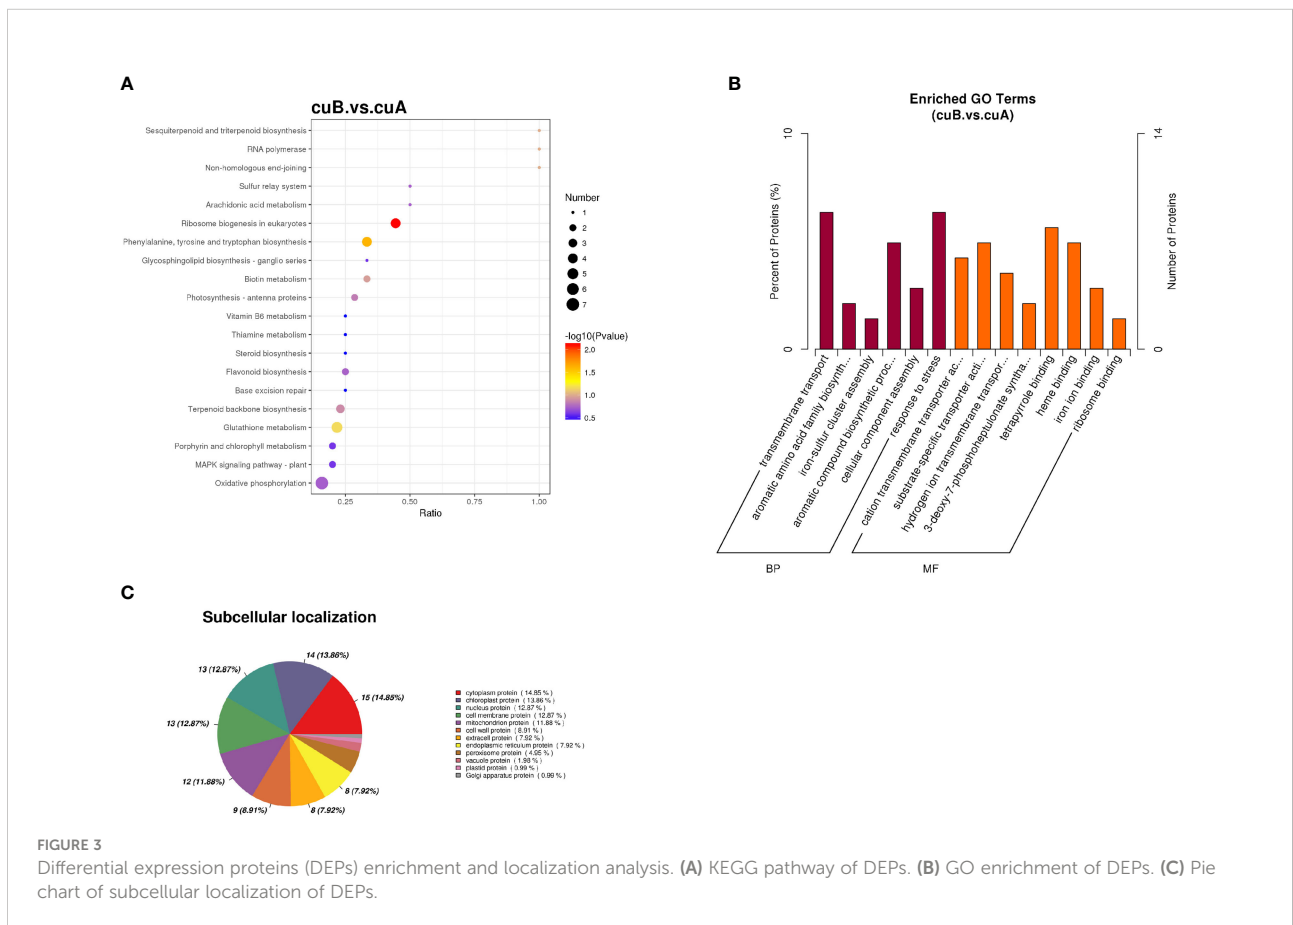 A
cuB.vs.cuA
Sesquiterpenoid and triterpenoid biosynthesis
RNA polymerase
Non-homologous end-joining
Sulfur relay system
Arachidonic acid metabolism
Ribosome biogenesis in eukaryotes
Phenylalanine, tyrosine and tryptophan biosynthesis
Glycosphingolipid biosynthesis - ganglio series
Biotin metabolism
Photosynthesis - antenna proteins
Vitamin B6 metabolism
Thiamine metabolism
Steroid biosynthesis
Flavonoid biosynthesis
Base excision repair
Terpenoid backbone biosynthesis
Glutathione metabolism
Porphyrin and chlorophyll metabolism
MAPK signaling pathway - plant
Oxidative phosphorylation
0.25 0.50 0.75 1.00
Ratio
Number
1
2
3
4
5
6
7
-log10(Pvalue)
2.0
1.5
1.0
0.5
B
Enriched GO Terms
(cuB.vs.cuA)
Percent of Proteins (%)
10
0
Number of Proteins
14
0
transmembrane transport
aromatic amino acid family biosynth...
iron-sulfur cluster assembly
aromatic compound biosynthetic proc...
cellular component assembly
response to stress
cation transmembrane transporter ac...
substrate-specific transporter acti...
hydrogen ion transmembrane transpor...
3-deoxy-7-phosphoheptulonate syntha...
tetrapyrrole binding
heme binding
iron ion binding
ribosome binding
BP
MF
C
Subcellular localization
14 (13.86%)
13 (12.87%)
15 (14.85%)
13 (12.87%)
12 (11.88%)
9 (8.91%)
8 (7.92%)
8 (7.92%)
cytoplasm protein ( 14.85 % )
chloroplast protein ( 13.86 % )
nucleus protein ( 12.87 % )
cell membrane protein ( 12.87 % )
mitochondrion protein ( 11.88 % )
cell wall protein ( 8.91 % )
extracell protein ( 7.92 % )
endoplasmic reticulum protein ( 7.92 % )
peroxisome protein ( 4.95 % )
vacuole protein ( 1.98 % )
plastid protein ( 0.99 % )
Golgi apparatus protein ( 0.99 % )
FIGURE 3
Differential expression proteins (DEPs) enrichment and localization analysis. (A) KEGG pathway of DEPs. (B) GO enrichment of DEPs. (C) Pie
chart of subcellular localization of DEPs.